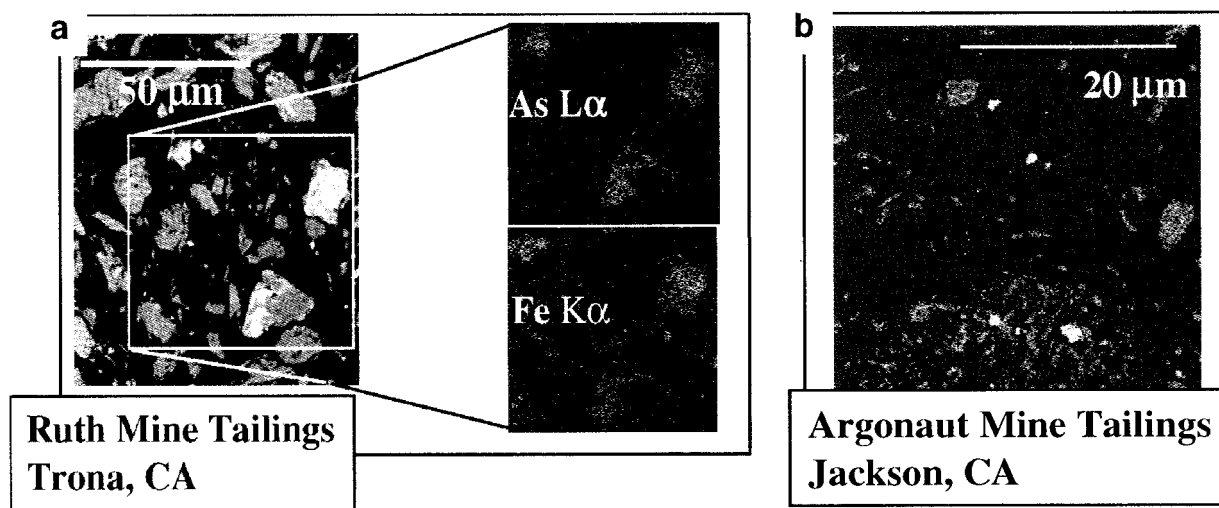 a
50 μm
As Lα
Fe Kα
Ruth Mine Tailings
Trona, CA
b
20 μm
Argonaut Mine Tailings
Jackson, CA